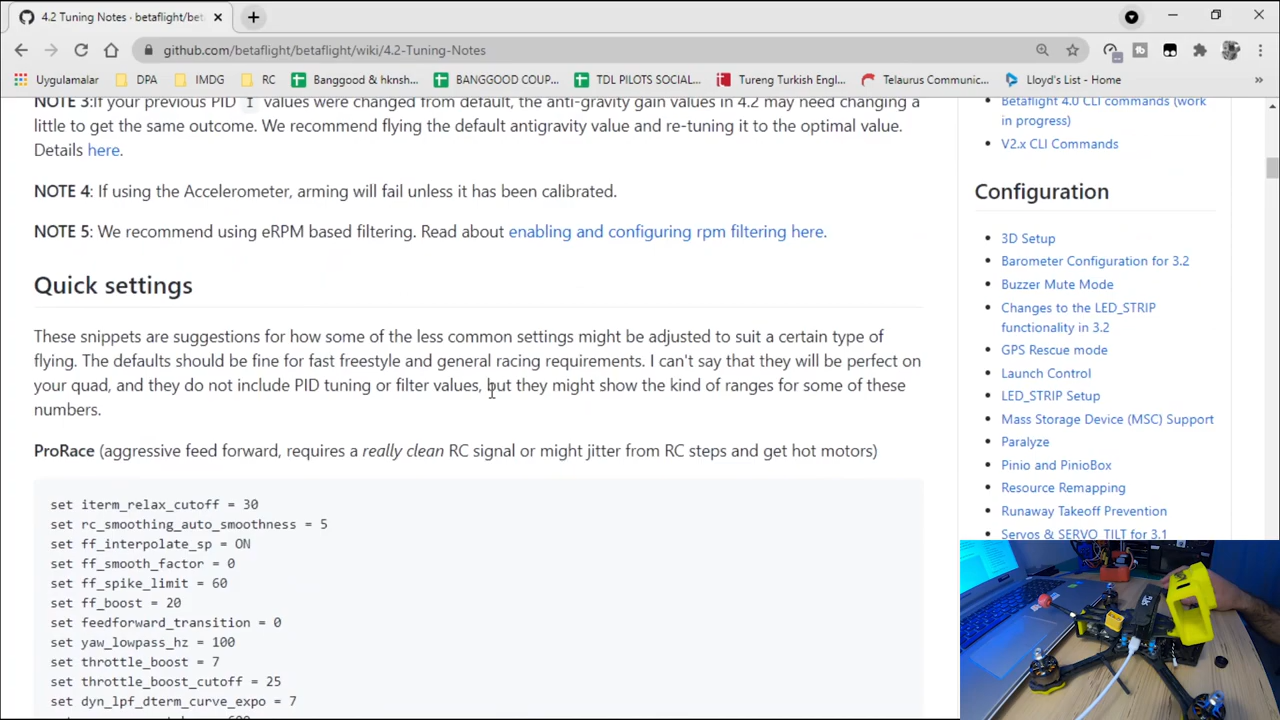 4.2 Tuning Notes · betaflight/bet
github.com/betaflight/betaflight/wiki/4.2-Tuning-Notes
Uygulamalar DPA IMDG RC Banggood & hknsh... BANGGOOD COUP... TDL PILOTS SOCIAL... Tureng Turkish Engl... Telaurus Communic... Lloyd's List - Home »
NOTE 3:If your previous PID I values were changed from default, the anti-gravity gain values in 4.2 may need changing a
little to get the same outcome. We recommend flying the default antigravity value and re-tuning it to the optimal value.
Details here.
NOTE 4: If using the Accelerometer, arming will fail unless it has been calibrated.
NOTE 5: We recommend using eRPM based filtering. Read about enabling and configuring rpm filtering here.
Quick settings
These snippets are suggestions for how some of the less common settings might be adjusted to suit a certain type of
flying. The defaults should be fine for fast freestyle and general racing requirements. I can't say that they will be perfect on
your quad, and they do not include PID tuning or filter values, but they might show the kind of ranges for some of these
numbers.
ProRace (aggressive feed forward, requires a really clean RC signal or might jitter from RC steps and get hot motors)
set iterm_relax_cutoff = 30
set rc_smoothing_auto_smoothness = 5
set ff_interpolate_sp = ON
set ff_smooth_factor = 0
set ff_spike_limit = 60
set ff_boost = 20
set feedforward_transition = 0
set yaw_lowpass_hz = 100
set throttle_boost = 7
set throttle_boost_cutoff = 25
set dyn_lpf_dterm_curve_expo = 7
Betaflight 4.0 CLI commands (work
in progress)
V2.x CLI Commands
Configuration
3D Setup
Barometer Configuration for 3.2
Buzzer Mute Mode
Changes to the LED_STRIP
functionality in 3.2
GPS Rescue mode
Launch Control
LED_STRIP Setup
Mass Storage Device (MSC) Support
Paralyze
Pinio and PinioBox
Resource Remapping
Runaway Takeoff Prevention
Servos & SERVO_TILT for 3.1